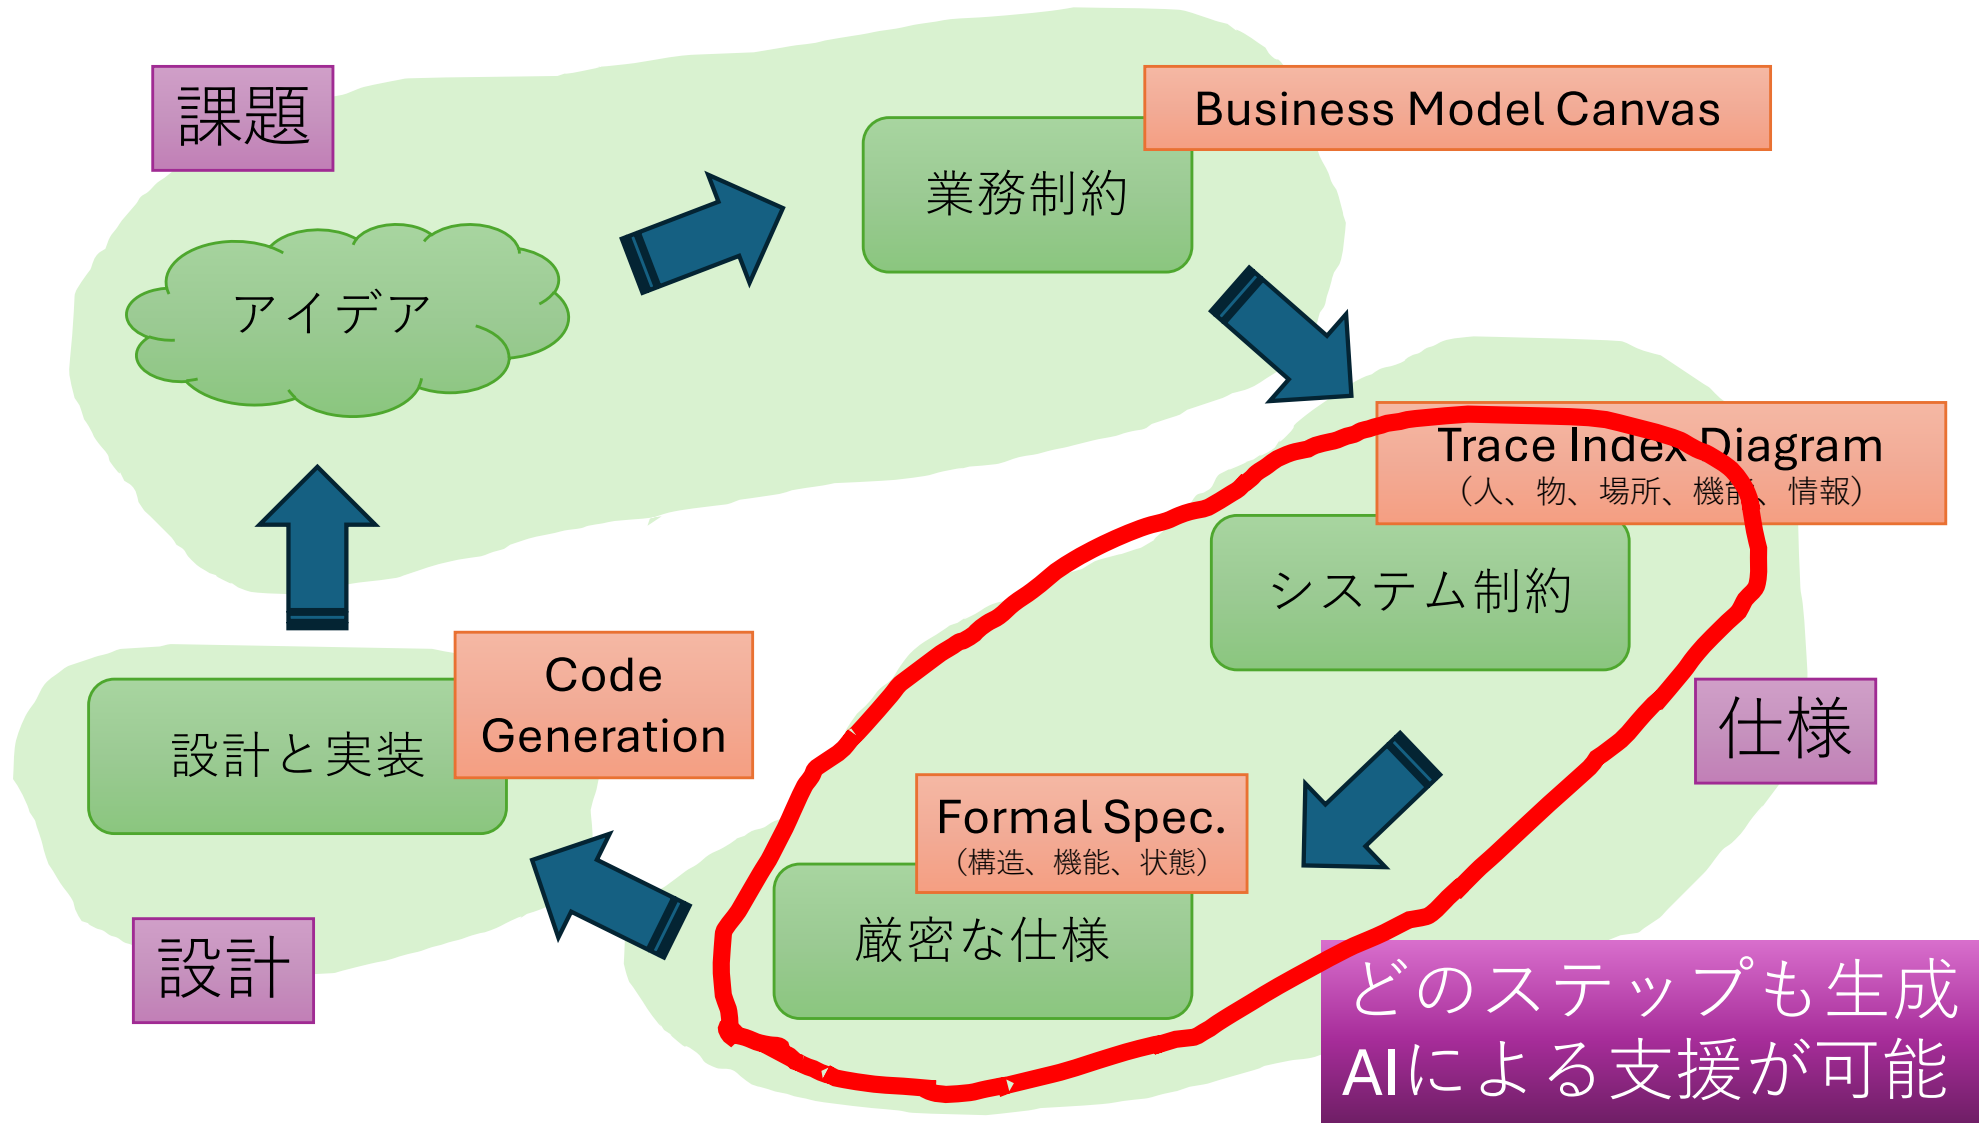 課題
Business Model Canvas
業務制約
アイデア
Trace Index Diagram
（人、物、場所、機能、情報）
システム制約
Code
Generation
設計と実装
仕様
Formal Spec.
（構造、機能、状態）
厳密な仕様
設計
どのステップも生成
AIによる支援が可能